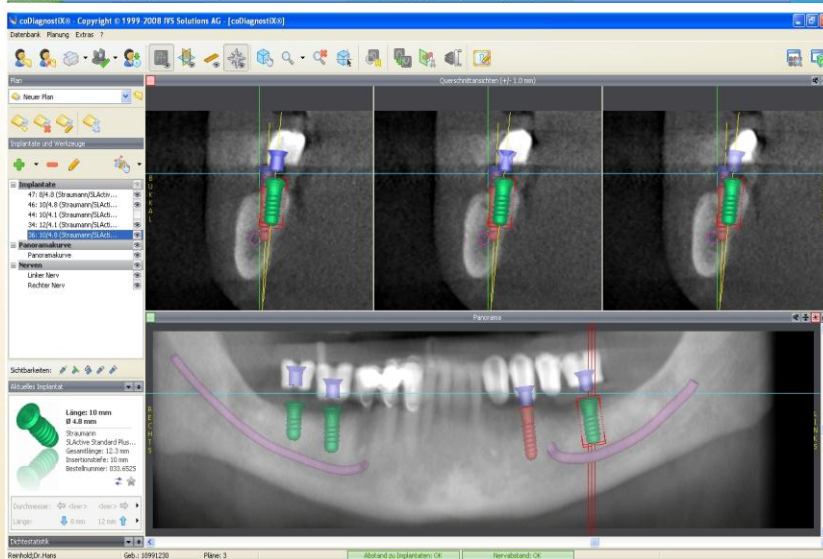 coDiagnostiX® - Copyright © 1999-2008 IVS Solutions AG - [coDiagnostiX®]
Datenbank Planung Extras ?
Plan
Neuer Plan
Implantate und Werkzeuge
Implantate
47: 8/4.8 (Straumann/SLActiv...
46: 10/4.8 (Straumann/SLActi...
44: 10/4.1 (Straumann/SLActi...
34: 12/4.1 (Straumann/SLActi...
36: 10/4.8 (Straumann/SLActi...
Panoramakurve
Panoramakurve
Nerven
Linker Nerv
Rechter Nerv
Sichtbarkeiten:
Aktuelles Implantat
Länge: 10 mm
Ø 4.8 mm
Straumann
SLActive Standard Plus...
Gesamtlänge: 12.3 mm
Insertionstiefe: 10 mm
Bestellnummer: 033.652S
Durchmesser: <leer> <leer>
Länge: 8 mm 12 mm
Dichtestatistik
Querschnittansichten (+/- 1.0 mm)
BUKKAL
Panorama
RECHTS
LINKS
Reinhold;Dr.Hans Geb.: 18991230 Pläne: 3 Abstand zu Implantaten: OK Nervabstand: OK